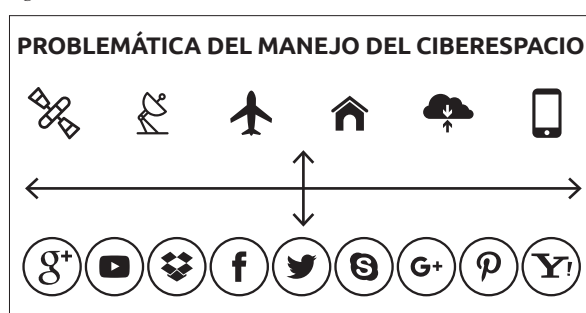 PROBLEMÁTICA DEL MANEJO DEL CIBERESPACIO
g+ f S G+ p Y!